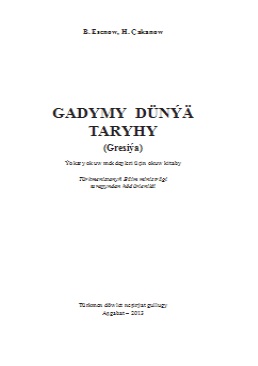 B. Esenow, H. Çakanow
GADYMY DÜNÝÄ
TARYHY
(Gresiýa)
Ýokary okuw mekdepleri üçin okuw kitaby
Türkmenistanyň Bilim ministrligi
tarapyndan hödürlenildi
Türkmen döwlet neşirýat gullugy
Aşgabat – 2013